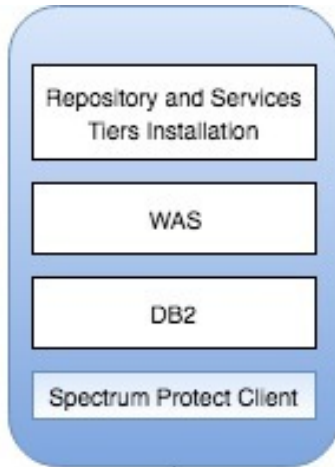 Repository and Services
Tiers Installation
WAS
DB2
Spectrum Protect Client